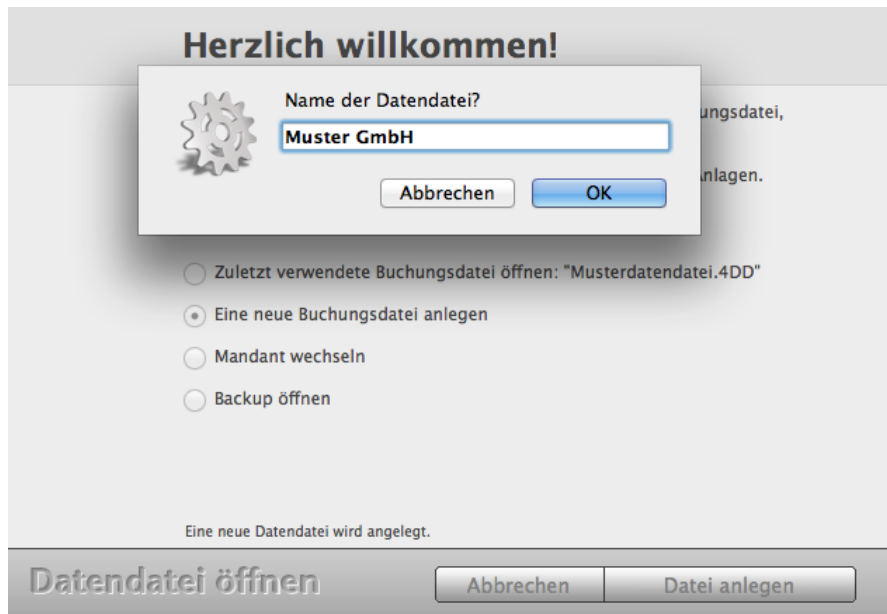 Herzlich willkommen!
Name der Datendatei?
ungsdatei,
Muster GmbH
nlagen.
Abbrechen
OK
Zuletzt verwendete Buchungsdatei öffnen: "Musterdatendatei.4DD"
Eine neue Buchungsdatei anlegen
Mandant wechseln
Backup öffnen
Eine neue Datendatei wird angelegt.
Datendatei öffnen
Abbrechen
Datei anlegen